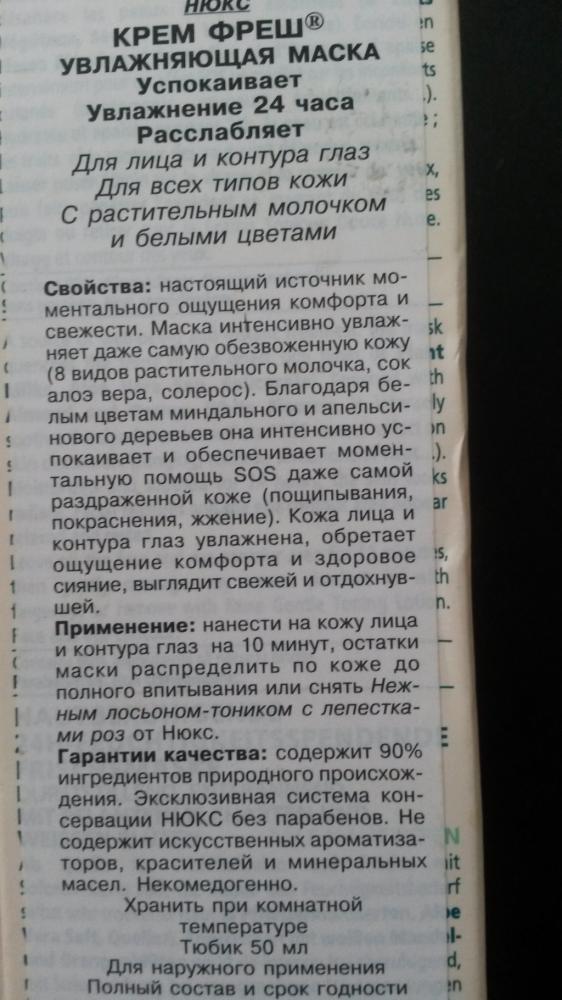 НЮКС
КРЕМ ФРЕШ®
УВЛАЖНЯЮЩАЯ МАСКА
Успокаивает
Увлажнение 24 часа
Расслабляет
Для лица и контура глаз
Для всех типов кожи
С растительным молочком
и белыми цветами
Свойства: настоящий источник мо-
ментального ощущения комфорта и
свежести. Маска интенсивно увлаж-
няет даже самую обезвоженную кожу
(8 видов растительного молочка, сок
алоэ вера, солерос). Благодаря бе-
лым цветам миндального и апельси-
нового деревьев она интенсивно ус-
покаивает и обеспечивает момен-
тальную помощь SOS даже самой
раздраженной коже (пощипывания,
покраснения, жжение). Кожа лица и
контура глаз увлажнена, обретает
ощущение комфорта и здоровое
сияние, выглядит свежей и отдохнув-
шей.
Применение: нанести на кожу лица
и контура глаз на 10 минут, остатки
маски распределить по коже до
полного впитывания или снять Неж-
ным лосьоном-тоником с лепестка-
ми роз от Нюкс.
Гарантии качества: содержит 90%
ингредиентов природного происхож-
дения. Эксклюзивная система кон-
сервации НЮКС без парабенов. Не
содержит искусственных ароматиза-
торов, красителей и минеральных
масел. Некомедогенно.
Хранить при комнатной
температуре
Тюбик 50 мл
Для наружного применения
Полный состав и срок годности